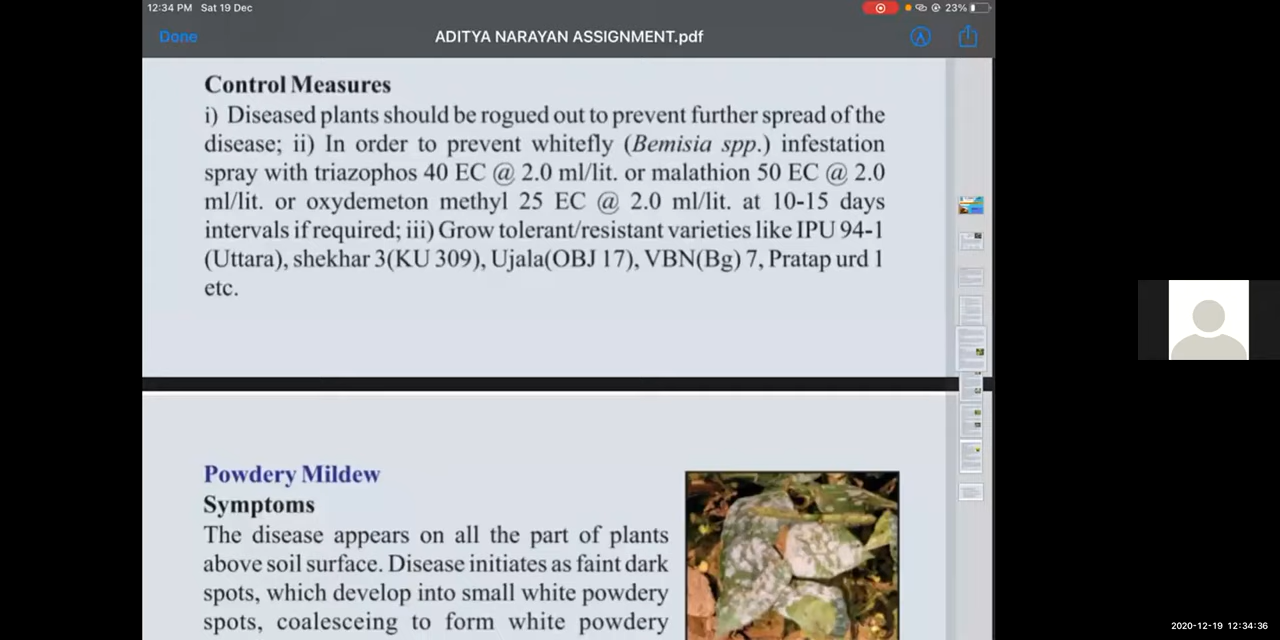 12:34 PM Sat 19 Dec
23%
Done
ADITYA NARAYAN ASSIGNMENT.pdf
Control Measures
i) Diseased plants should be rogued out to prevent further spread of the
disease; ii) In order to prevent whitefly (Bemisia spp.) infestation
spray with triazophos 40 EC @ 2.0 ml/lit. or malathion 50 EC @ 2.0
ml/lit. or oxydemeton methyl 25 EC @ 2.0 ml/lit. at 10-15 days
intervals if required; iii) Grow tolerant/resistant varieties like IPU 94-1
(Uttara), shekhar 3(KU 309), Ujala(OBJ 17), VBN(Bg) 7, Pratap urd 1
etc.
Powdery Mildew
Symptoms
The disease appears on all the part of plants
above soil surface. Disease initiates as faint dark
spots, which develop into small white powdery
spots, coalesceing to form white powdery
2020-12-19 12:34:36